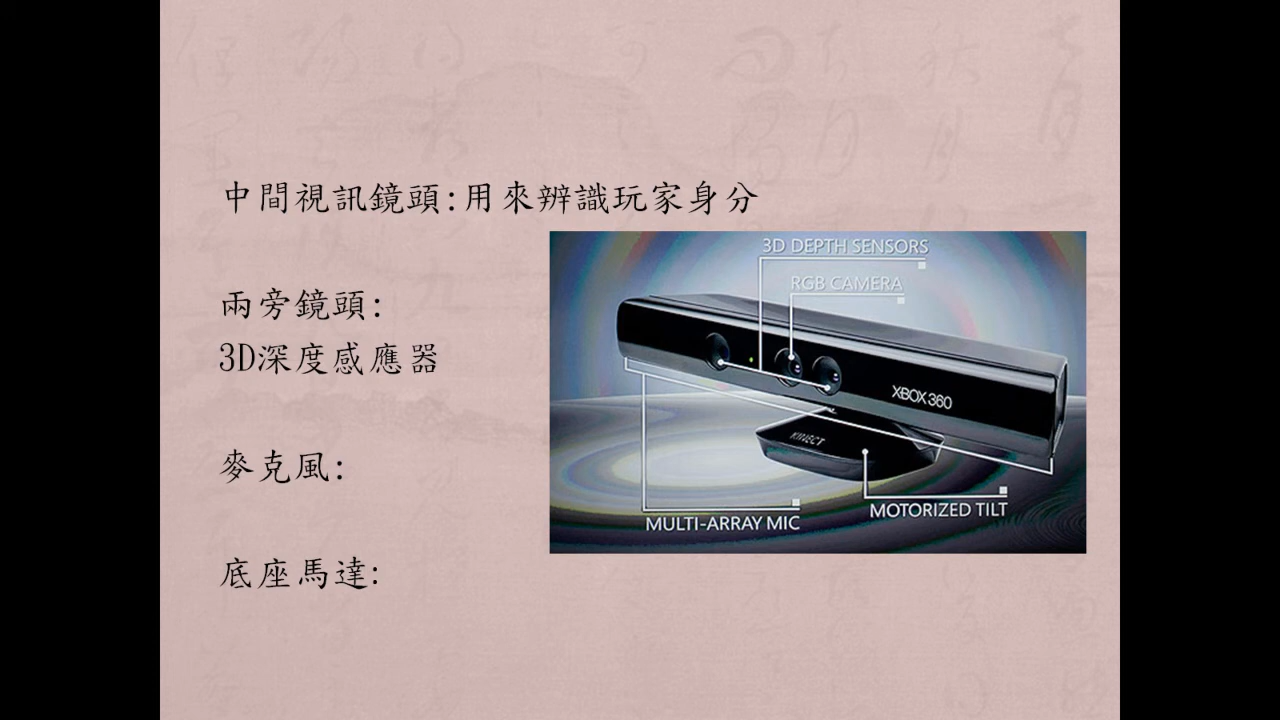 中間視訊鏡頭:用來辨識玩家身分
兩旁鏡頭:
3D深度感應器
麥克風:
底座馬達:
3D DEPTH SENSORS
RGB CAMERA
XBOX 360
KINECT
MULTI-ARRAY MIC
MOTORIZED TILT